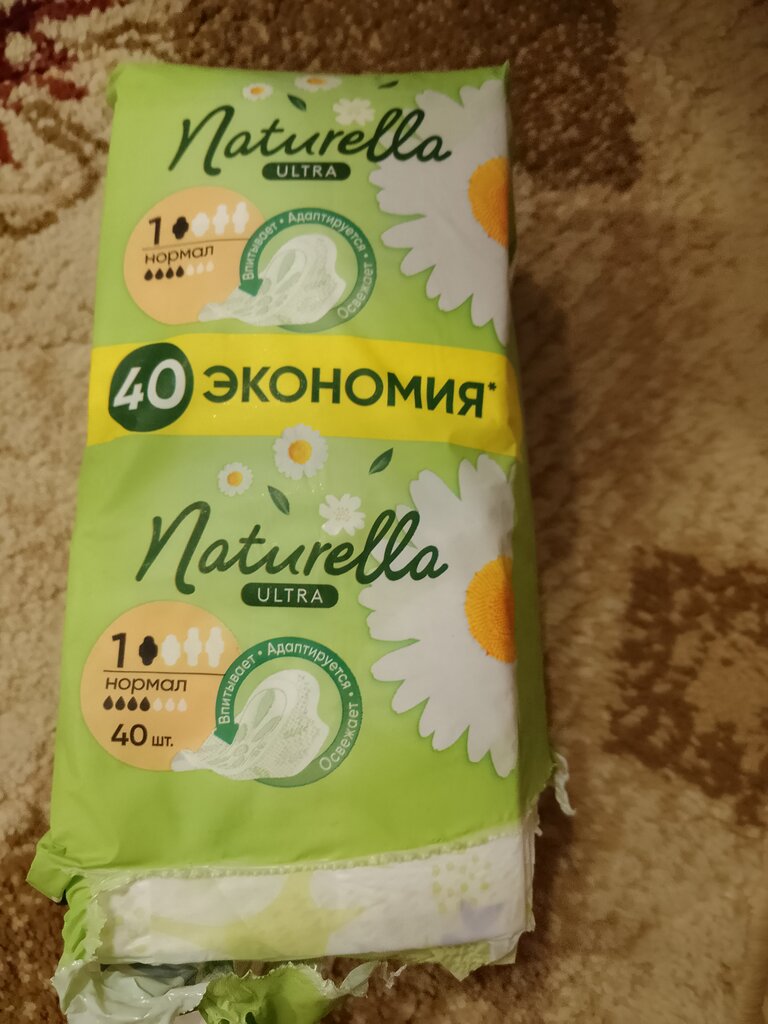 Naturella
ULTRA
1
нормал
Впитывает • Адаптируется • Освежает
40 ЭКОНОМИЯ*
Naturella
ULTRA
1
нормал
40 шт.
Впитывает • Адаптируется • Освежает